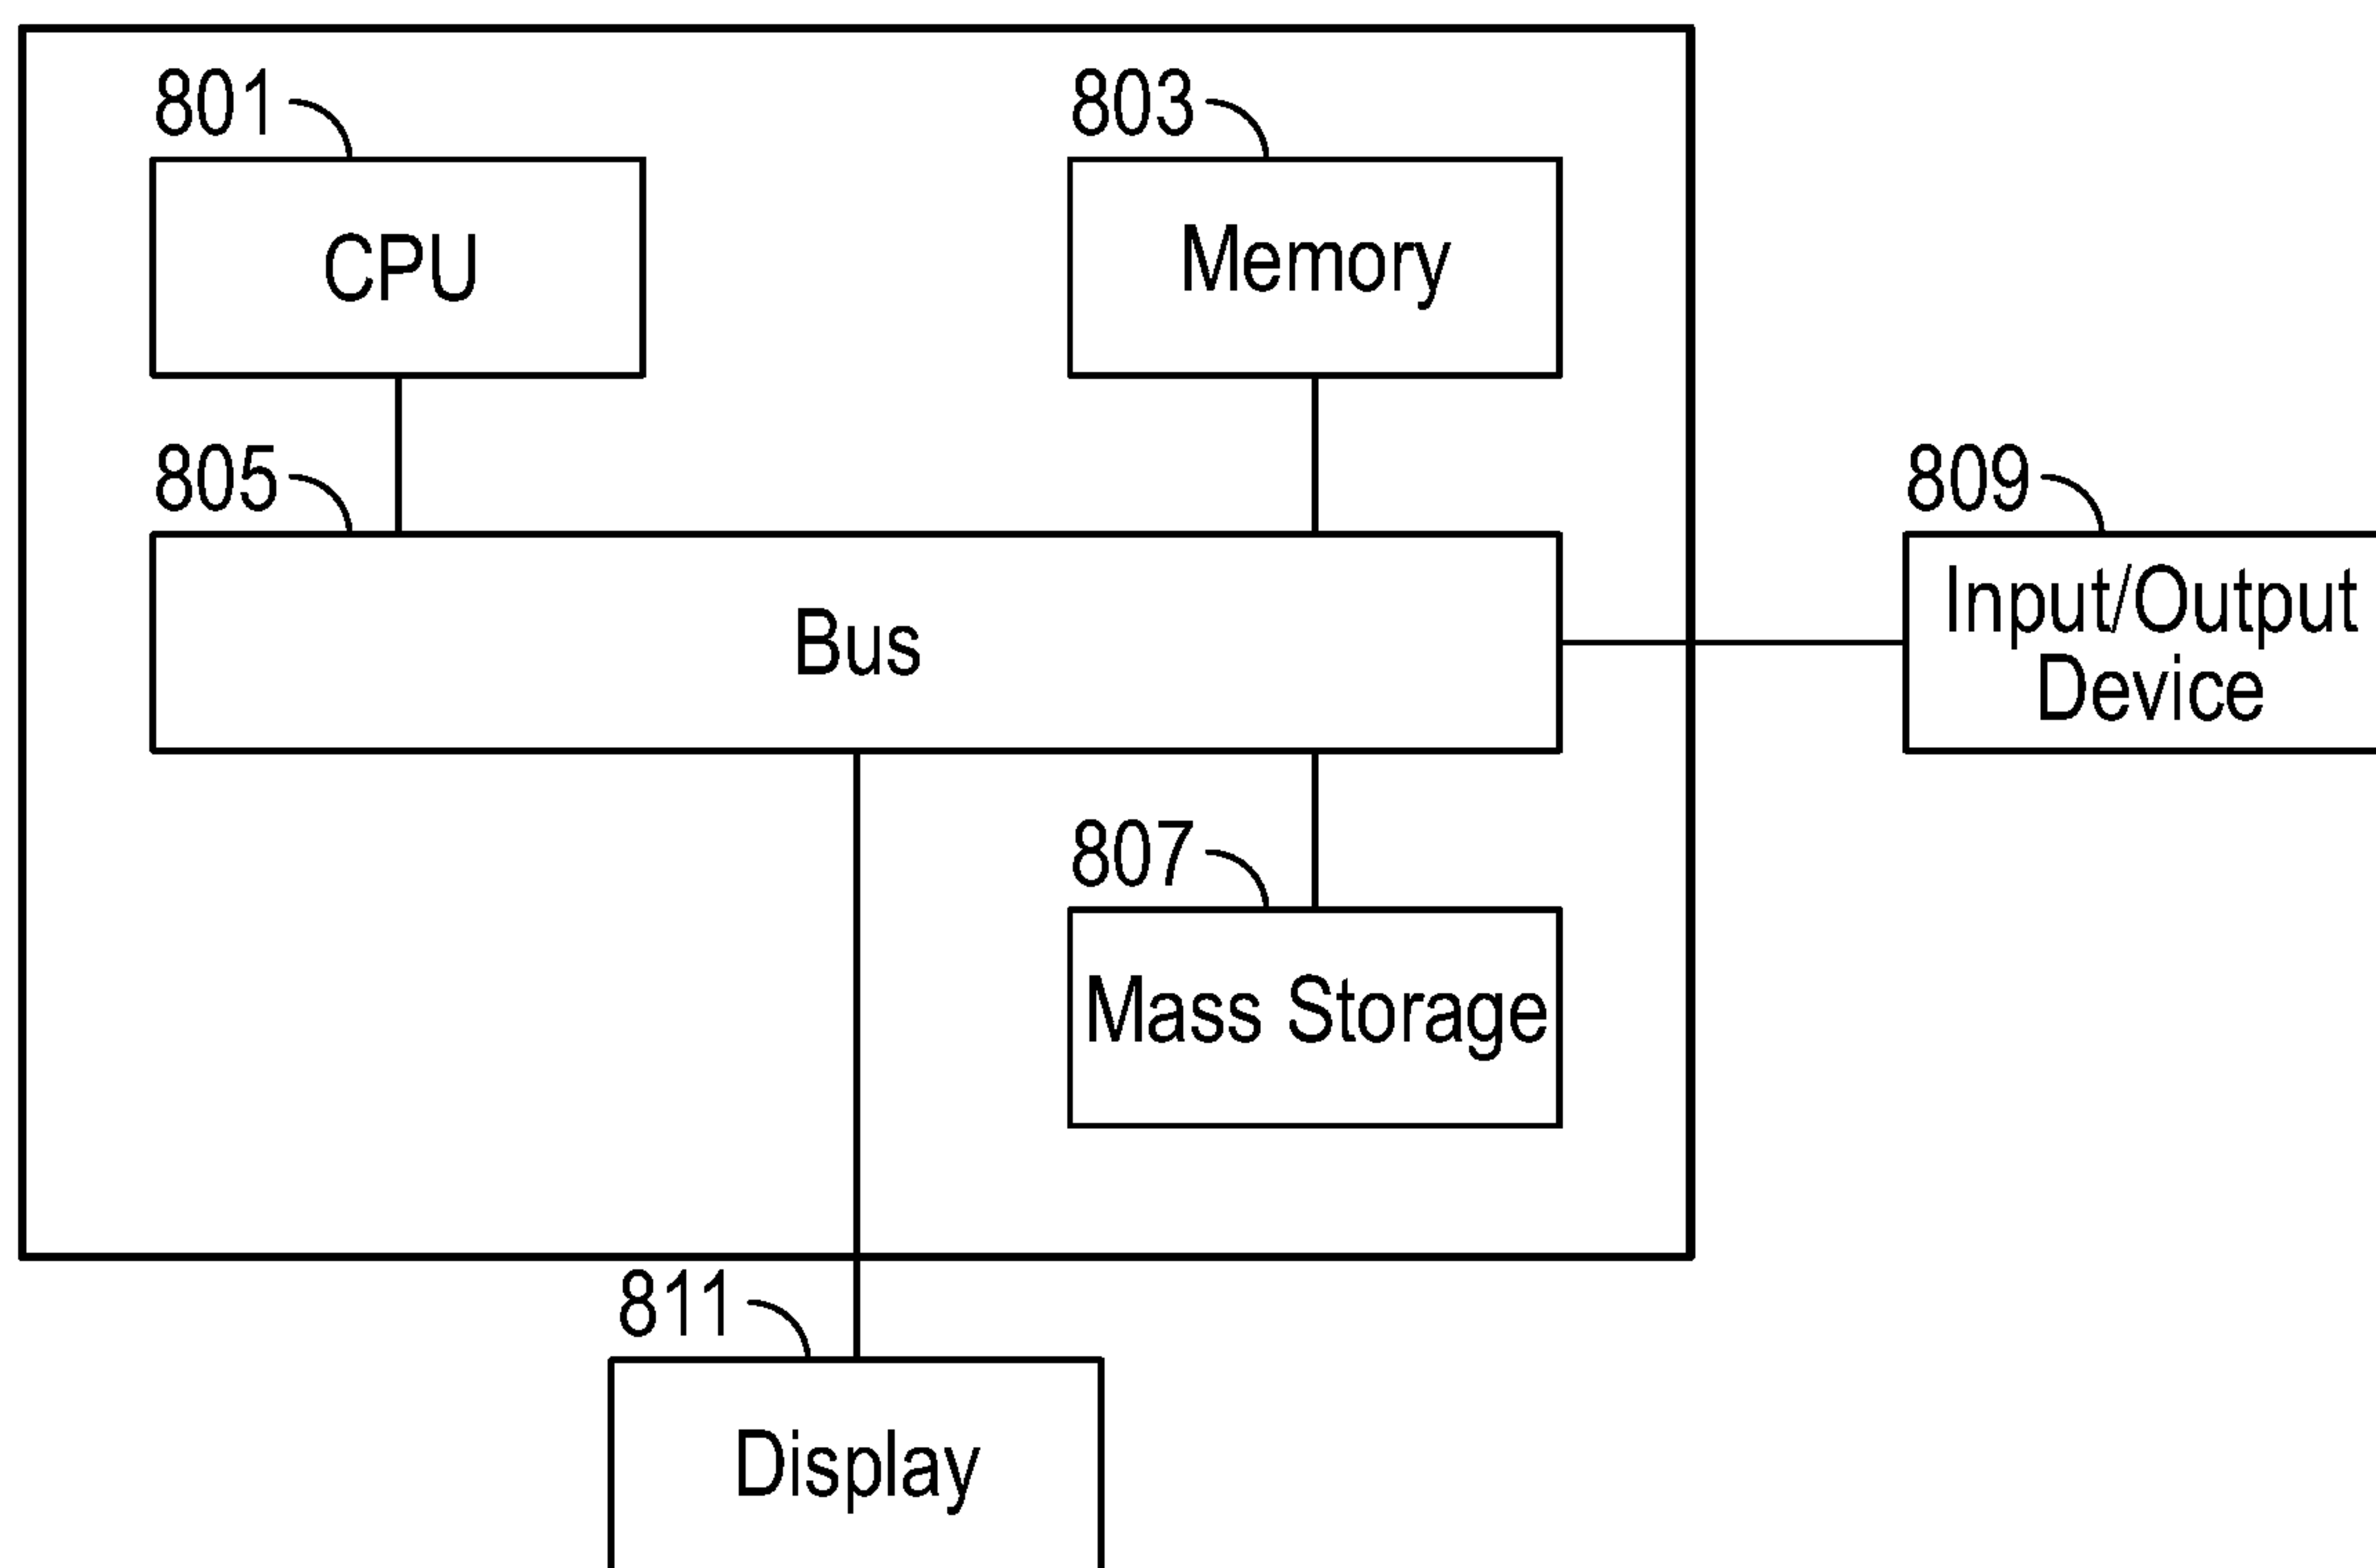 801
803
CPU
Memory
805
809
Bus
Input/Output
Device
807
Mass Storage
811
Display